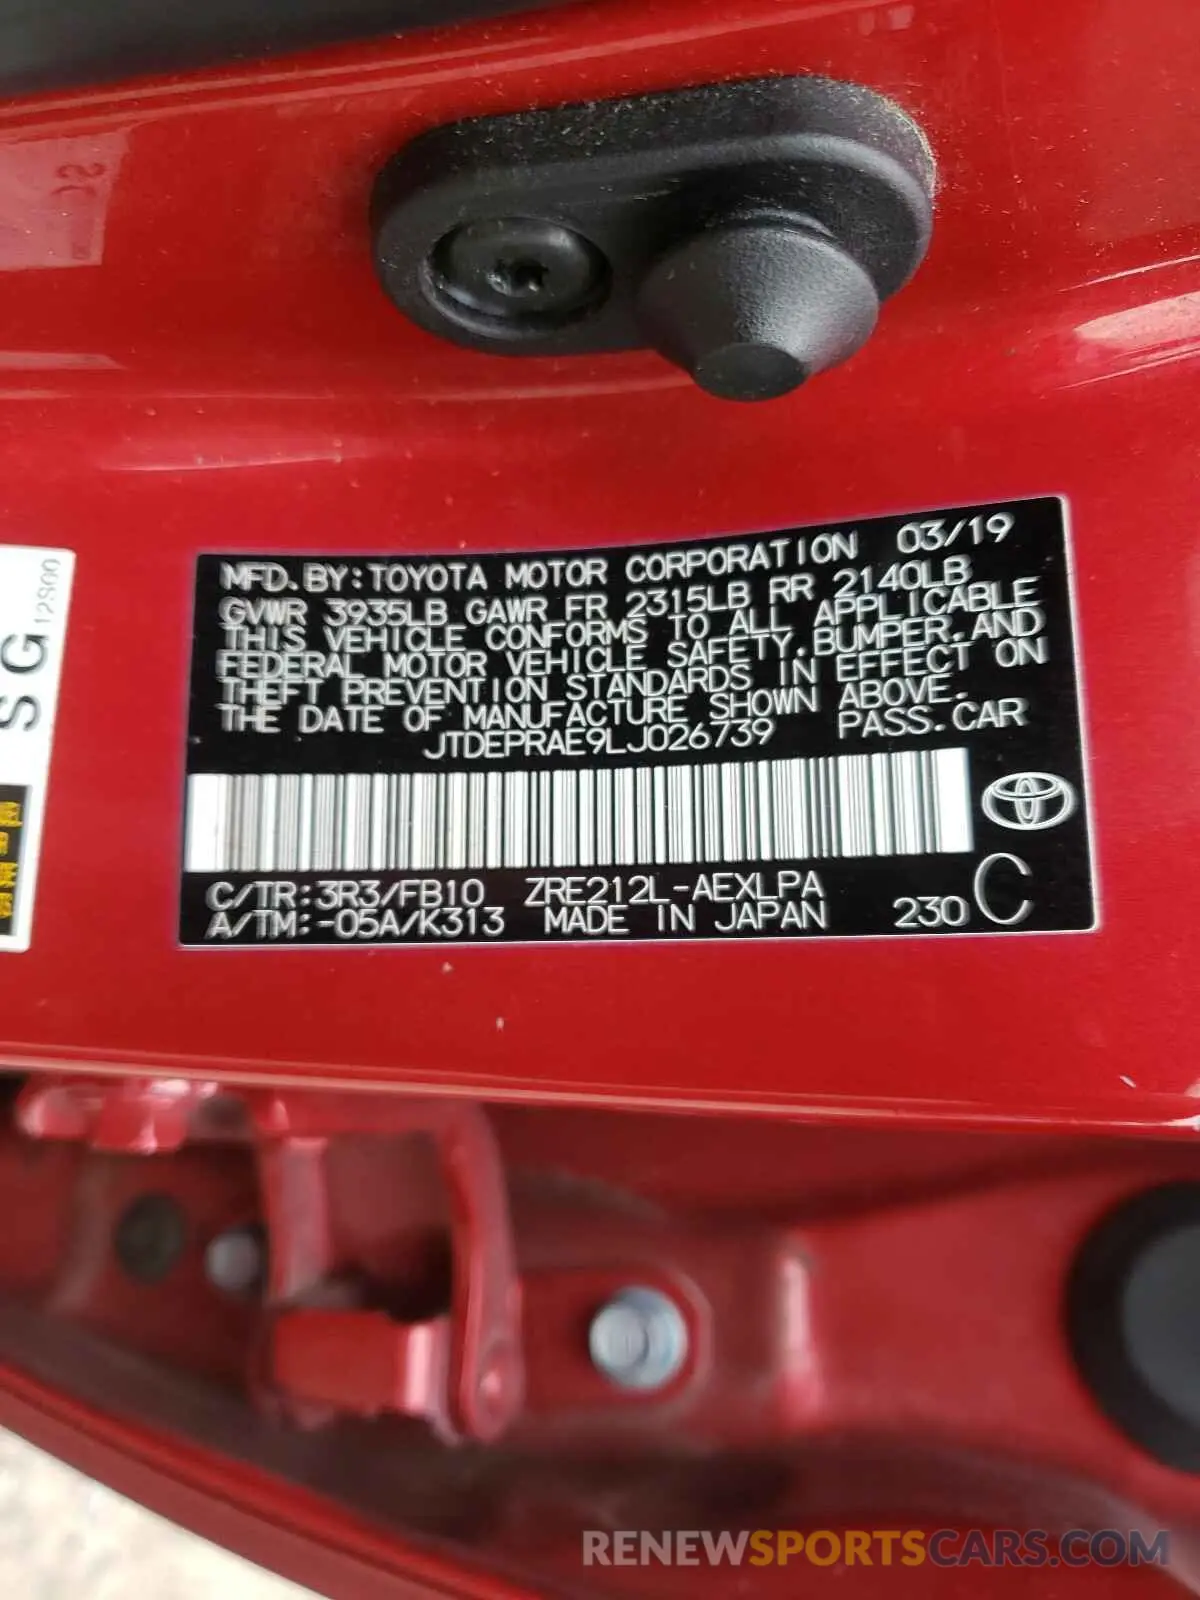 MFD. BY: TOYOTA MOTOR CORPORATION 03/19
GVWR 3935LB GAWR FR 2315LB RR 2140LB
THIS VEHICLE CONFORMS TO ALL APPLICABLE
FEDERAL MOTOR VEHICLE SAFETY, BUMPER, AND
THEFT PREVENTION STANDARDS IN EFFECT ON
THE DATE OF MANUFACTURE SHOWN ABOVE.
JTDEPRAE9LJ026739 PASS. CAR
C/TR: 3R3/FB10 ZRE212L-AEXLPA
A/TM: -05A/K313 MADE IN JAPAN 230 C
SG
RENEWSPORTSCARS.COM